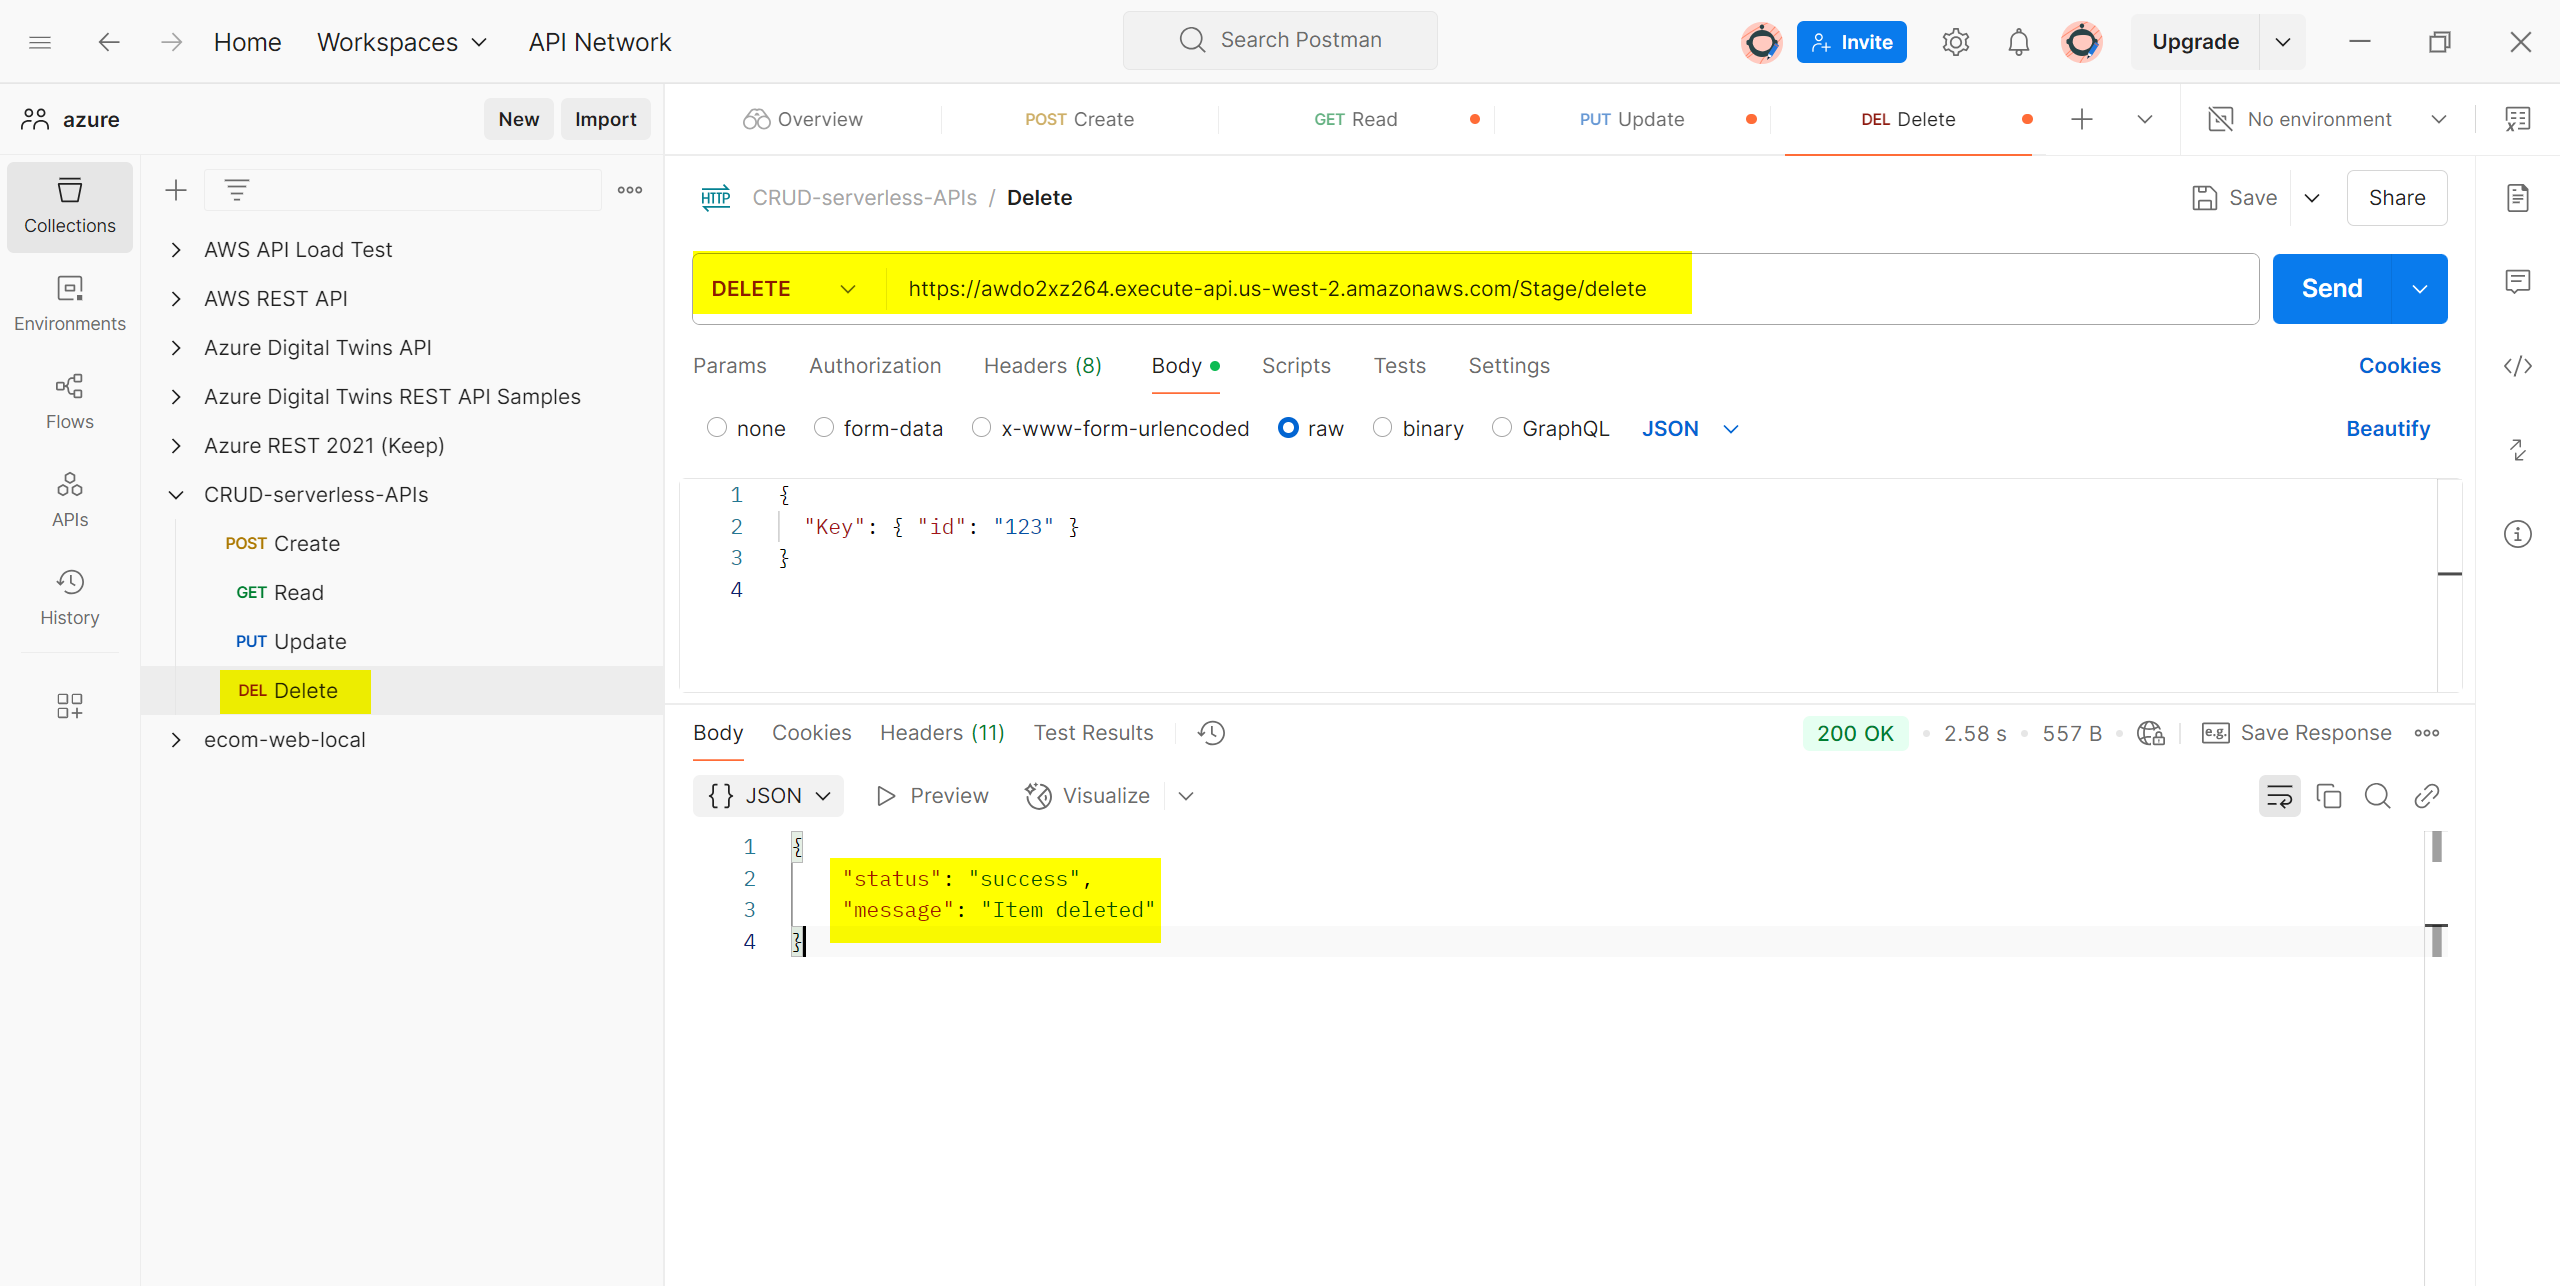 Home Workspaces API Network Search Postman Invite Upgrade
azure New Import
Overview POST Create GET Read PUT Update DEL Delete No environment
Collections
Environments
Flows
APIs
History
AWS API Load Test
AWS REST API
Azure Digital Twins API
Azure Digital Twins REST API Samples
Azure REST 2021 (Keep)
CRUD-serverless-APIs
POST Create
GET Read
PUT Update
DEL Delete
ecom-web-local
HTTP CRUD-serverless-APIs / Delete Save Share
DELETE https://awdo2xz264.execute-api.us-west-2.amazonaws.com/Stage/delete Send
Params Authorization Headers (8) Body Scripts Tests Settings Cookies
none form-data x-www-form-urlencoded raw binary GraphQL JSON Beautify
1 {
2 "Key": { "id": "123" }
3 }
4
Body Cookies Headers (11) Test Results 200 OK 2.58 s 557 B e.g. Save Response
{} JSON Preview Visualize
1 {
2 "status": "success",
3 "message": "Item deleted"
4 }